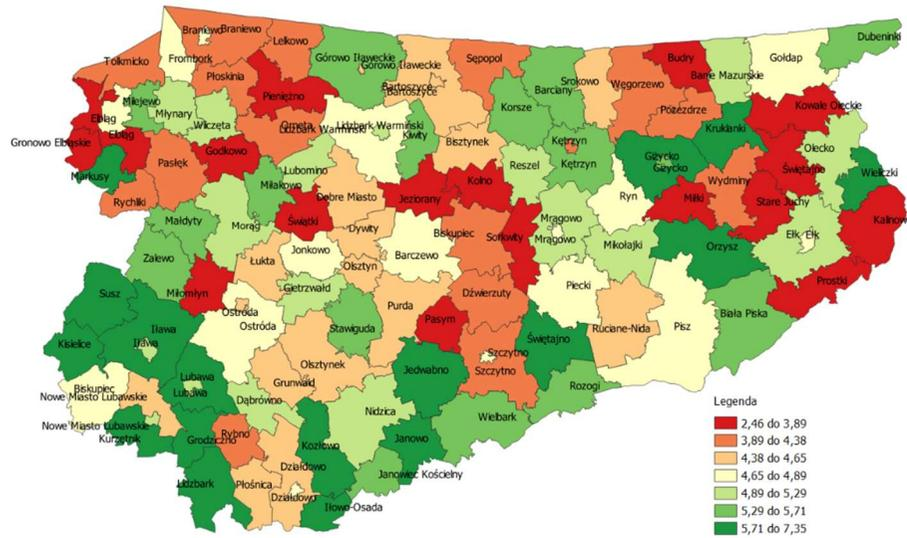 Braniewo Braniewo
Lelkowo
Dubeninki
Tolkmicko
Frombork
Górowo Iławeckie
Górowo Iławeckie
Sępopol
Budry
Gołdap
Płoskinia
Banie Mazurskie
Pieniężno
Bartoszyce
Bartoszyce
Srokowo
Barciany
Węgorzewo
Milejewo
Młynary
Korsze
Pozezdrze
Kowale Oleckie
Elbląg
Elbląg
Wilczęta
Orneta
Lidzbark Warmiński
Lidzbark Warmiński
Kiwity
Kruklanki
Gronowo Elbląskie
Godkowo
Bisztynek
Kętrzyn
Kętrzyn
Olecko
Pasłęk
Lubomino
Reszel
Giżycko
Giżycko
Świętajno
Wieliczki
Markusy
Miłakowo
Kolno
Wydminy
Rychliki
Dobre Miasto
Jeziorany
Ryn
Miłki
Stare Juchy
Małdyty
Morąg
Świątki
Dywity
Biskupiec
Sorkwity
Mrągowo
Mrągowo
Mikołajki
Orzysz
Ełk Ełk
Kalinowo
Zalewo
Łukta
Jonkowo
Olsztyn
Barczewo
Susz
Miłomłyn
Gietrzwałd
Dźwierzuty
Piecki
Prostki
Ostróda
Ostróda
Purda
Pasym
Biała Piska
Iława
Iława
Stawiguda
Ruciane-Nida
Pisz
Kisielice
Świętajno
Szczytno
Szczytno
Olsztynek
Jedwabno
Lubawa
Lubawa
Grunwald
Rozogi
Biskupiec
Nowe Miasto Lubawskie
Dąbrówno
Nidzica
Wielbark
Nowe Miasto Lubawskie
Kurzętnik
Grodziczno
Rybno
Kozłowo
Janowo
Działdowo
Janowiec Kościelny
Lidzbark
Płośnica
Działdowo
Iłowo-Osada
Legenda
2,46 do 3,89
3,89 do 4,38
4,38 do 4,65
4,65 do 4,89
4,89 do 5,29
5,29 do 5,71
5,71 do 7,35